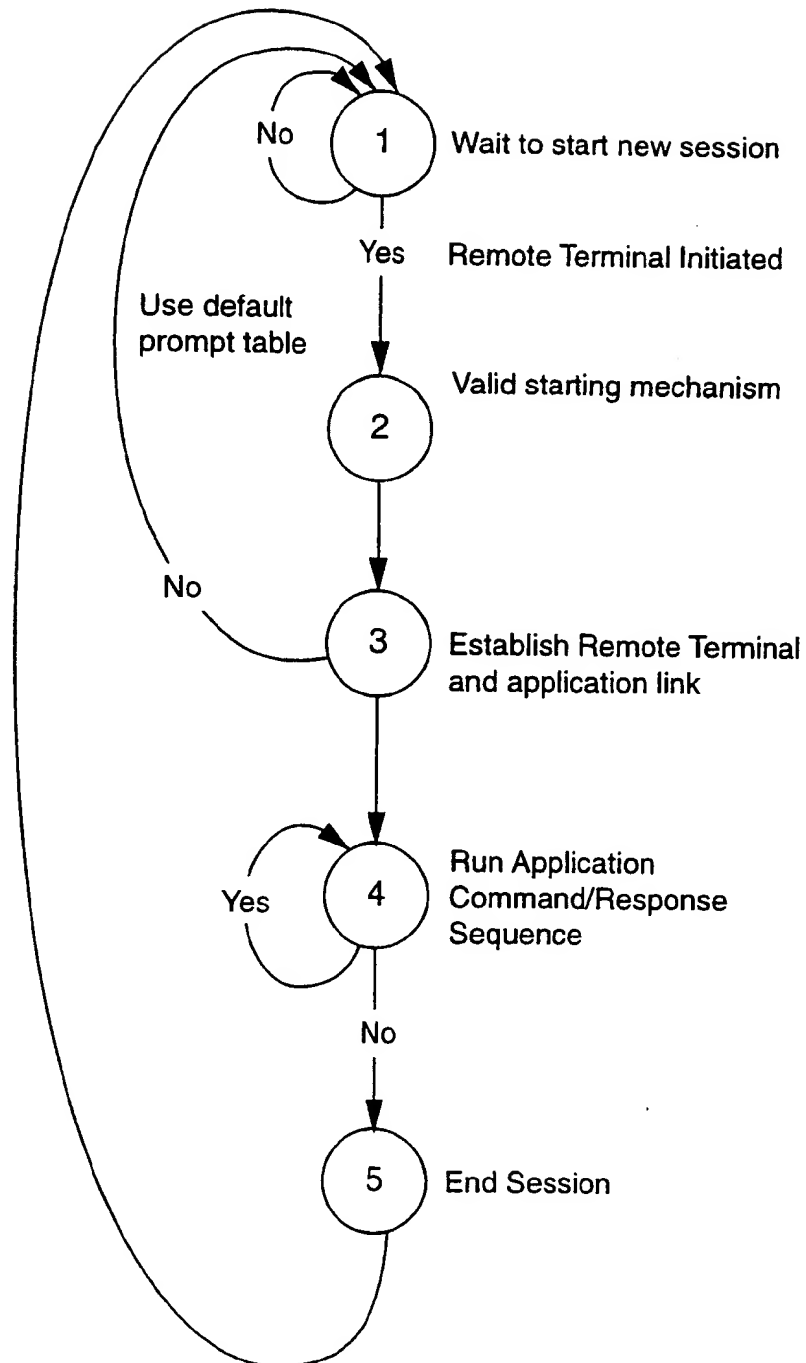 No
1
Wait to start new session
Yes
Remote Terminal Initiated
Use default
prompt table
Valid starting mechanism
2
No
3
Establish Remote Terminal
and application link
Run Application
Command/Response
Sequence
Yes
4
No
5
End Session